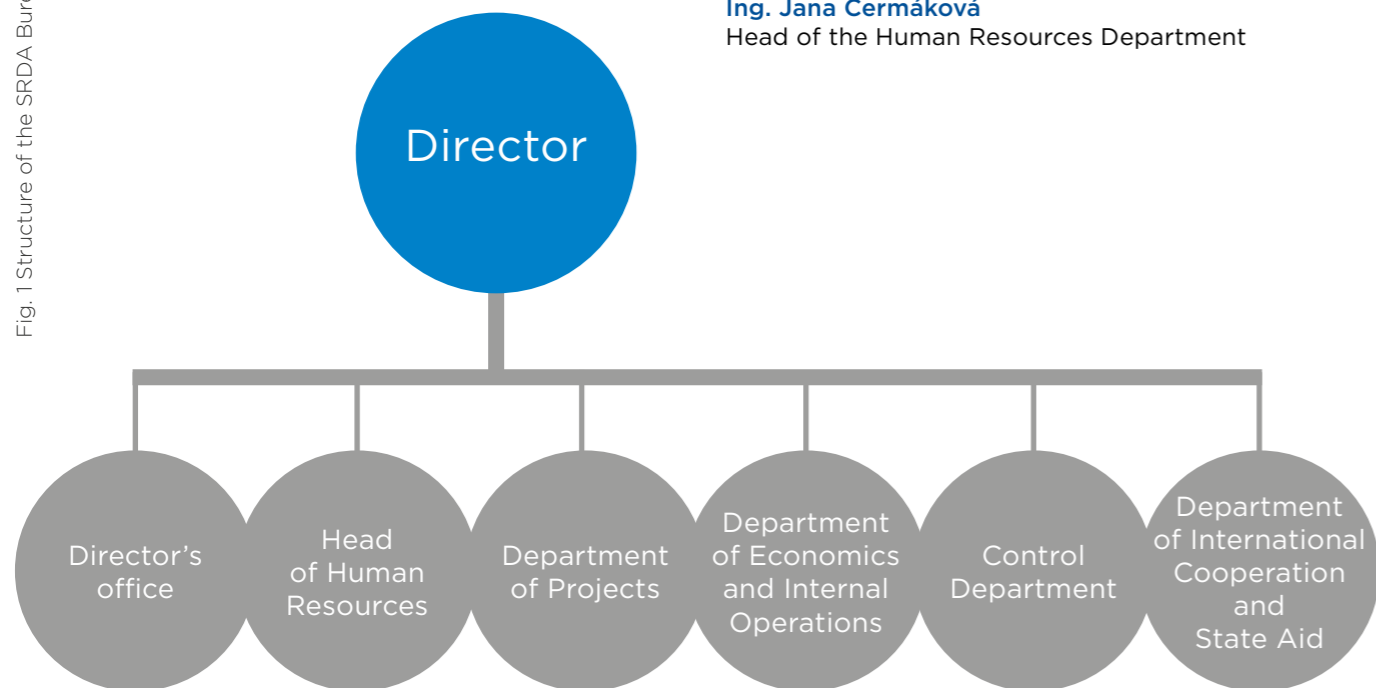 Ing. Jana Čermáková
Head of the Human Resources Department
Fig. 1 Structure of the SRDA
Director
Director’s
office
Head
of Human
Resources
Department
of Projects
Department
of Economics
and Internal
Operations
Control
Department
Department
of International
Cooperation
and
State Aid